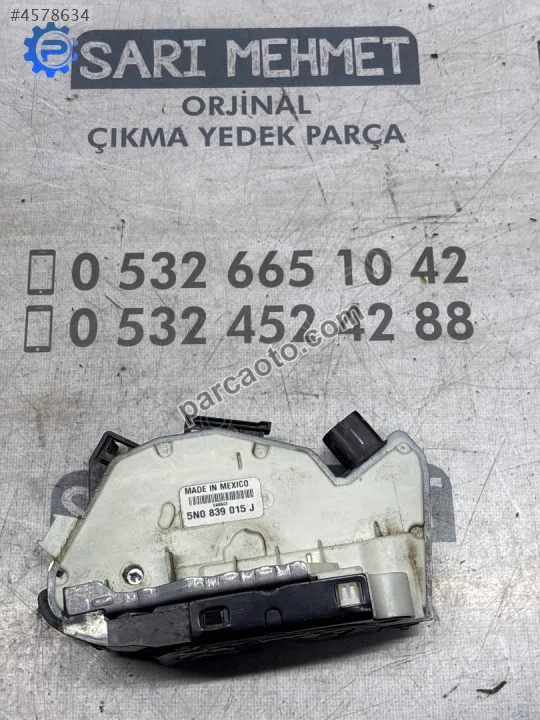 #4578634
SARI MEHMET
ORJİNAL
ÇIKMA YEDEK PARÇA
0 532 665 10 42
0 532 452 42 88
parcaoto.com
MADE IN MEXICO
5N0 839 015 J